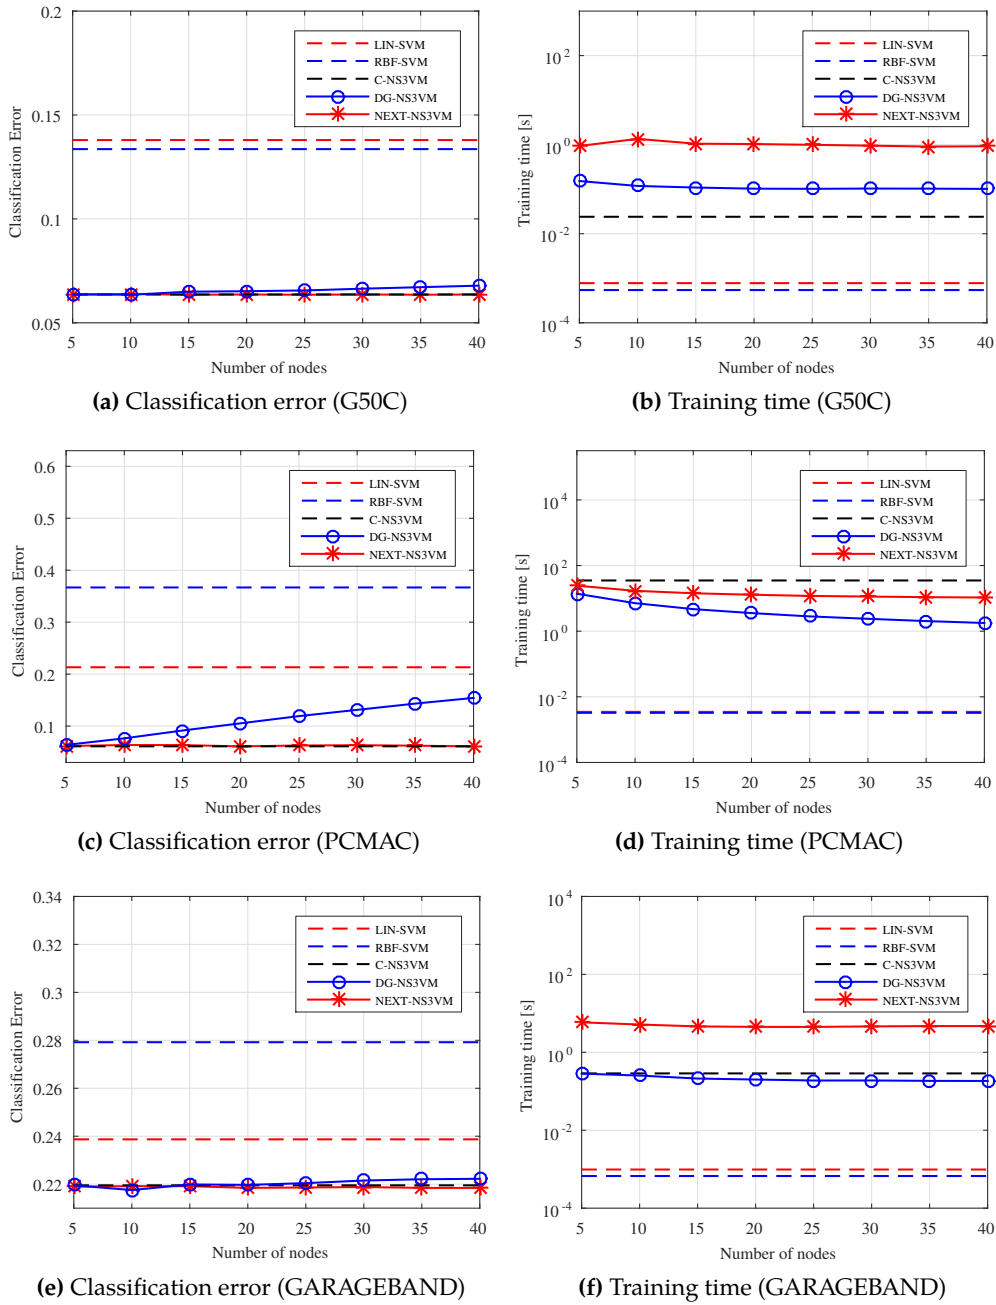 0.2
0.15
0.1
0.05
Classification Error
LIN-SVM
RBF-SVM
C-NS3VM
DG-NS3VM
NEXT-NS3VM
5 10 15 20 25 30 35 40
Number of nodes
(a) Classification error (G50C)
10^2
10^0
10^-2
10^-4
Training time [s]
LIN-SVM
RBF-SVM
C-NS3VM
DG-NS3VM
NEXT-NS3VM
5 10 15 20 25 30 35 40
Number of nodes
(b) Training time (G50C)
0.6
0.5
0.4
0.3
0.2
0.1
Classification Error
LIN-SVM
RBF-SVM
C-NS3VM
DG-NS3VM
NEXT-NS3VM
5 10 15 20 25 30 35 40
Number of nodes
(c) Classification error (PCMAC)
10^4
10^2
10^0
10^-2
10^-4
Training time [s]
LIN-SVM
RBF-SVM
C-NS3VM
DG-NS3VM
NEXT-NS3VM
5 10 15 20 25 30 35 40
Number of nodes
(d) Training time (PCMAC)
0.34
0.32
0.3
0.28
0.26
0.24
0.22
Classification Error
LIN-SVM
RBF-SVM
C-NS3VM
DG-NS3VM
NEXT-NS3VM
5 10 15 20 25 30 35 40
Number of nodes
(e) Classification error (GARAGEBAND)
10^4
10^2
10^0
10^-2
10^-4
Training time [s]
LIN-SVM
RBF-SVM
C-NS3VM
DG-NS3VM
NEXT-NS3VM
5 10 15 20 25 30 35 40
Number of nodes
(f) Training time (GARAGEBAND)